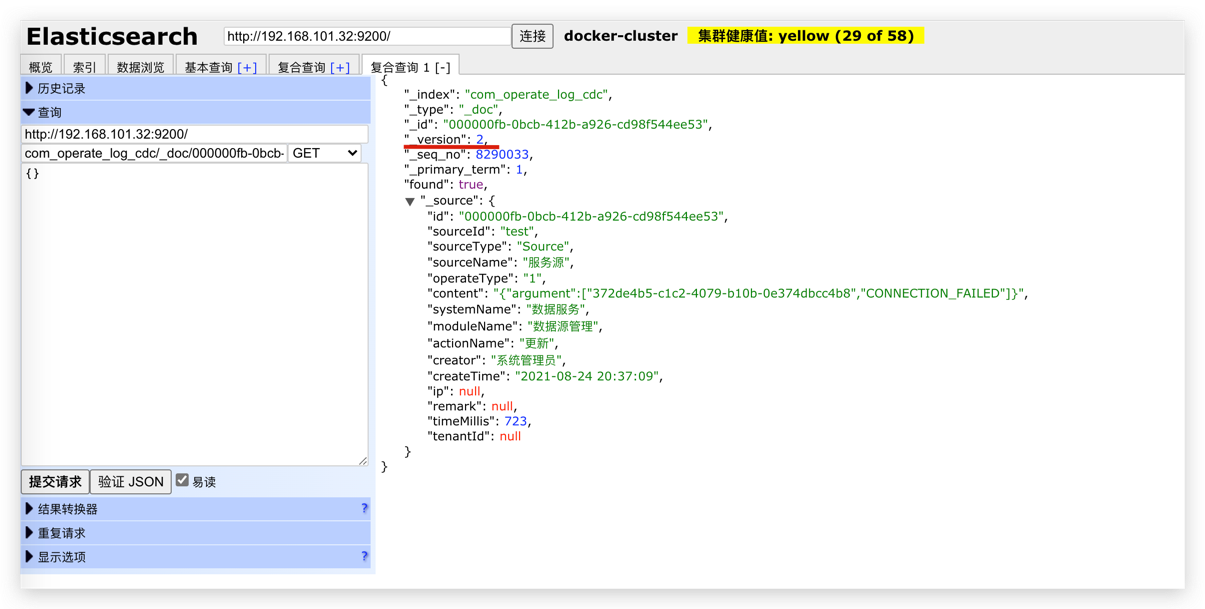 Elasticsearch http://192.168.101.32:9200/ 连接 docker-cluster 集群健康值: yellow (29 of 58)
概览 索引 数据浏览 基本查询 [+] 复合查询 [+] 复合查询 1 [-]
历史记录
查询
http://192.168.101.32:9200/
com_operate_log_cdc/_doc/000000fb-0bcb- GET
{}
提交请求 验证 JSON 易读
结果转换器 ?
重复请求
显示选项 ?
{
"_index": "com_operate_log_cdc",
"_type": "_doc",
"_id": "000000fb-0bcb-412b-a926-cd98f544ee53",
"_version": 2,
"_seq_no": 8290033,
"_primary_term": 1,
"found": true,
"_source": {
"id": "000000fb-0bcb-412b-a926-cd98f544ee53",
"sourceId": "test",
"sourceType": "Source",
"sourceName": "服务源",
"operateType": "1",
"content": "{"argument":["372de4b5-c1c2-4079-b10b-0e374dbcc4b8","CONNECTION_FAILED"]}",
"systemName": "数据服务",
"moduleName": "数据源管理",
"actionName": "更新",
"creator": "系统管理员",
"createTime": "2021-08-24 20:37:09",
"ip": null,
"remark": null,
"timeMillis": 723,
"tenantId": null
}
}